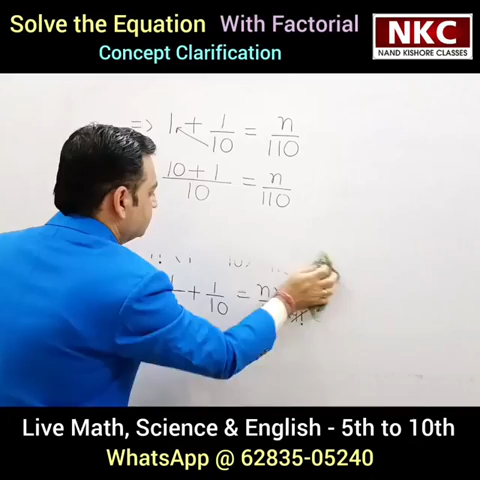 Solve the Equation With Factorial
Concept Clarification
NKC
NAND KISHORE CLASSES
=> 1 + 1/10 = n/110
10+1/10 = n/110
+ 1/10 =
Live Math, Science & English - 5th to 10th
WhatsApp @ 62835-05240